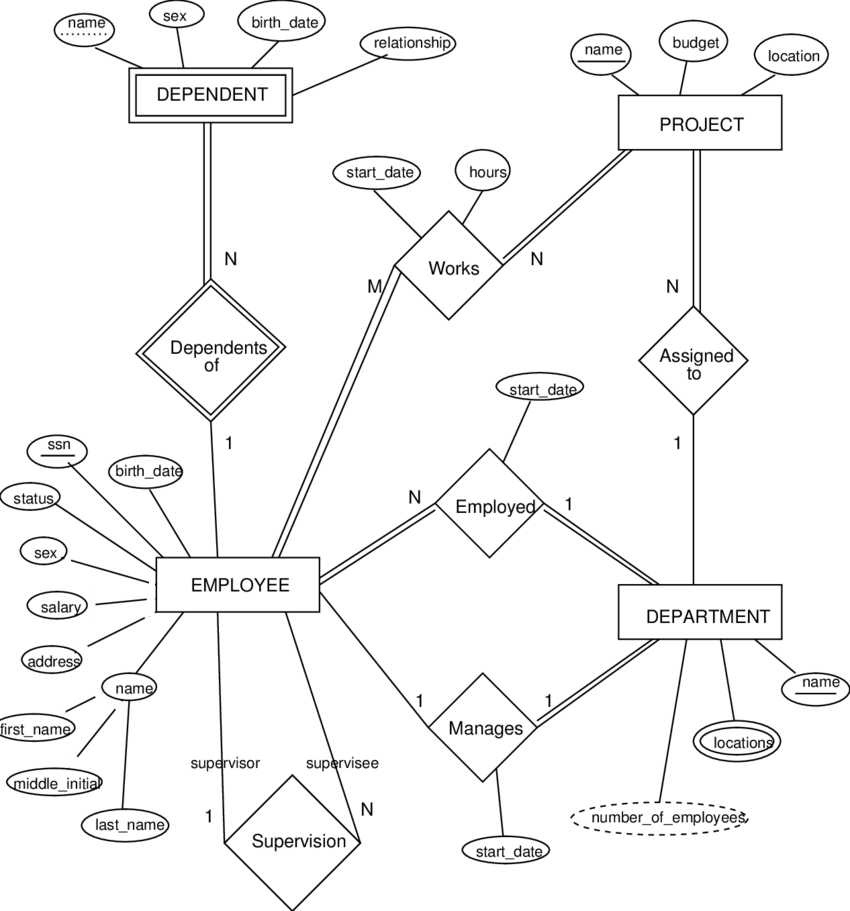 name
sex
birth_date
relationship
DEPENDENT
name
budget
location
PROJECT
start_date
hours
N
Works
N
M
N
Dependents
of
Assigned
to
1
1
start_date
ssn
birth_date
status
N
Employed
1
sex
EMPLOYEE
salary
DEPARTMENT
address
name
first_name
middle_initial
last_name
1
1
Manages
name
locations
number_of_employees
start_date
supervisor
supervisee
1
N
Supervision